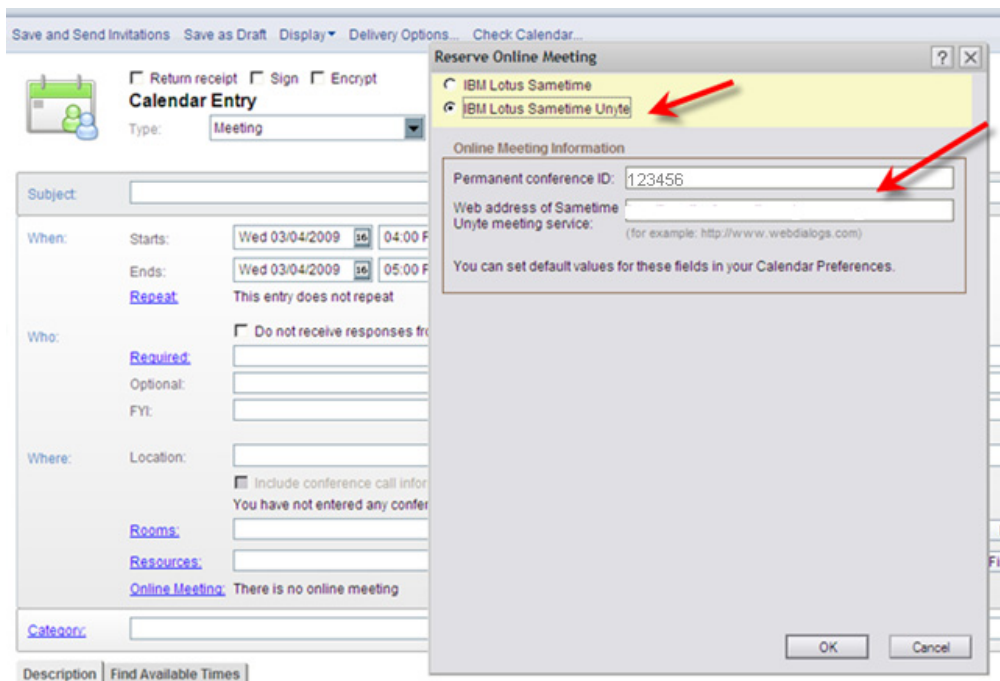 Save and Send Invitations Save as Draft Display Delivery Options... Check Calendar...
Return receipt Sign Encrypt
Calendar Entry
Type: Meeting
Subject:
When: Starts: Wed 03/04/2009 16 04:00 P
Ends: Wed 03/04/2009 16 05:00 P
Repeat: This entry does not repeat
Who: Do not receive responses fro
Required:
Optional:
FYI:
Where: Location:
Include conference call infor
You have not entered any confer
Rooms:
Resources:
Online Meeting: There is no online meeting
Category:
Description Find Available Times
Reserve Online Meeting ?
IBM Lotus Sametime
IBM Lotus Sametime Unyte
Online Meeting Information
Permanent conference ID: 123456
Web address of Sametime
Unyte meeting service:
(for example: http://www.webdialogs.com)
You can set default values for these fields in your Calendar Preferences.
OK Cancel
Fi